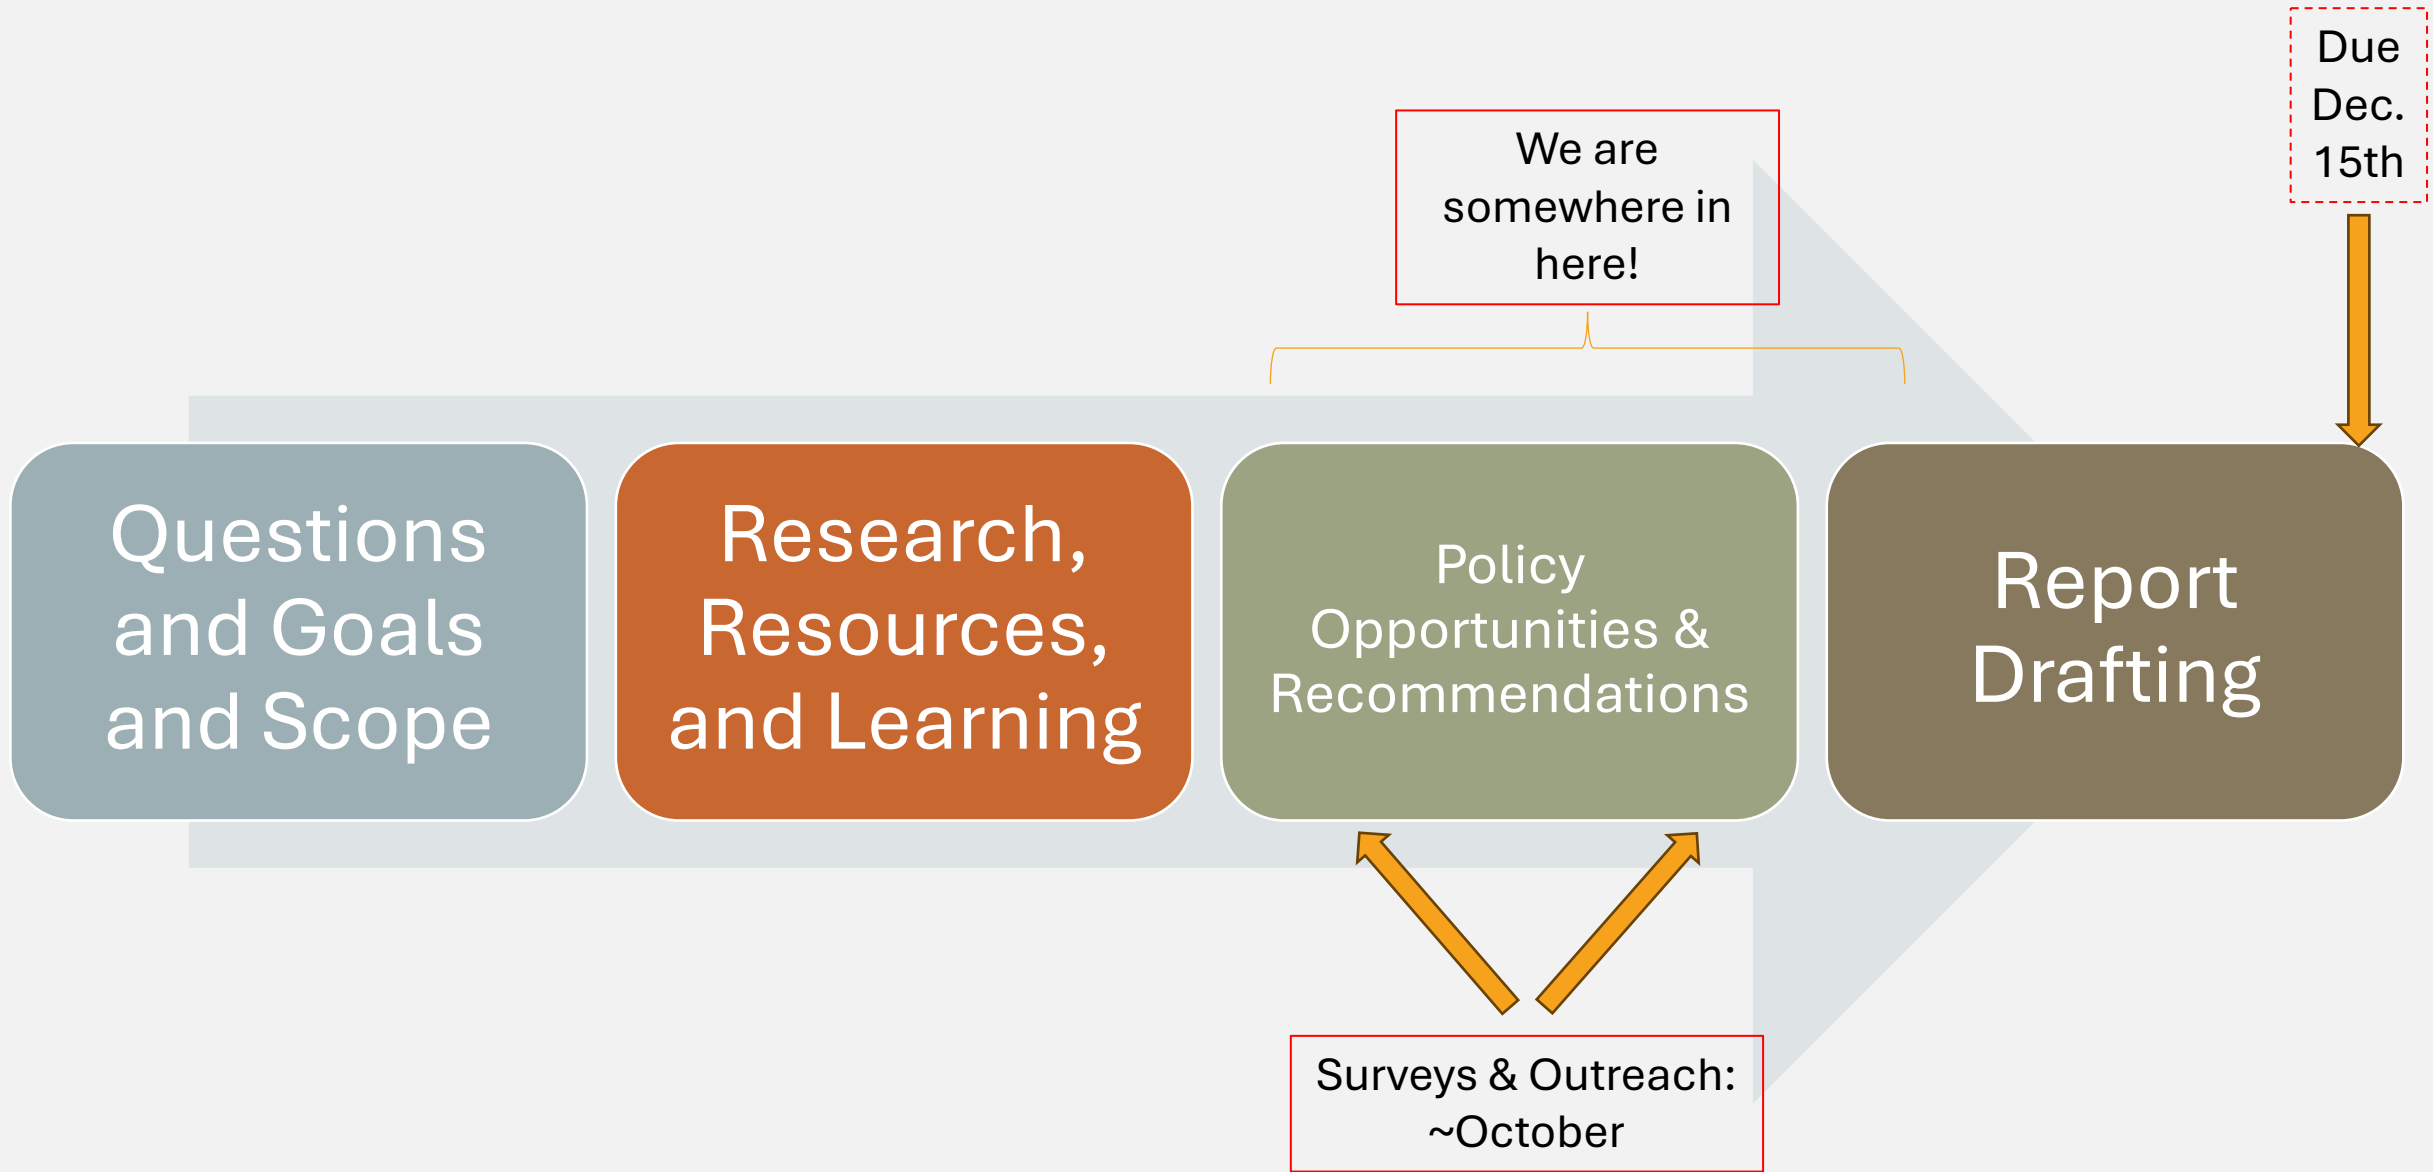 Due
Dec.
15th
We are
somewhere in
here!
Questions
and Goals
and Scope
Research,
Resources,
and Learning
Policy
Opportunities &
Recommendations
Report
Drafting
Surveys & Outreach:
~October